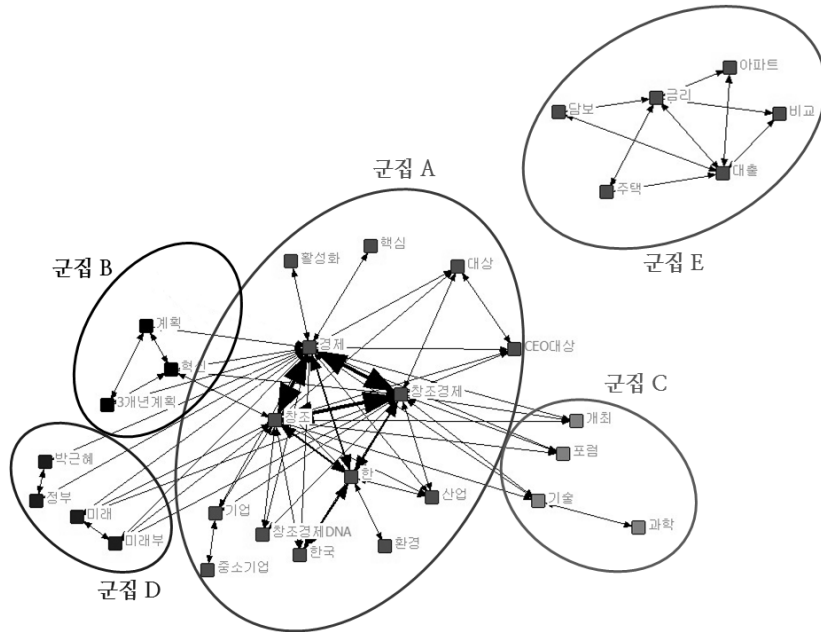 아파트
금리
담보
비교
대출
주택
군집 E
군집 A
핵심
활성화
대상
군집 B
계획
경제
CEO대상
혁신
창조경제
3개년계획
창조
군집 C
개최
포럼
박근혜
한
정부
산업
기술
미래
기업
과학
미래부
창조경제DNA
환경
한국
중소기업
군집 D